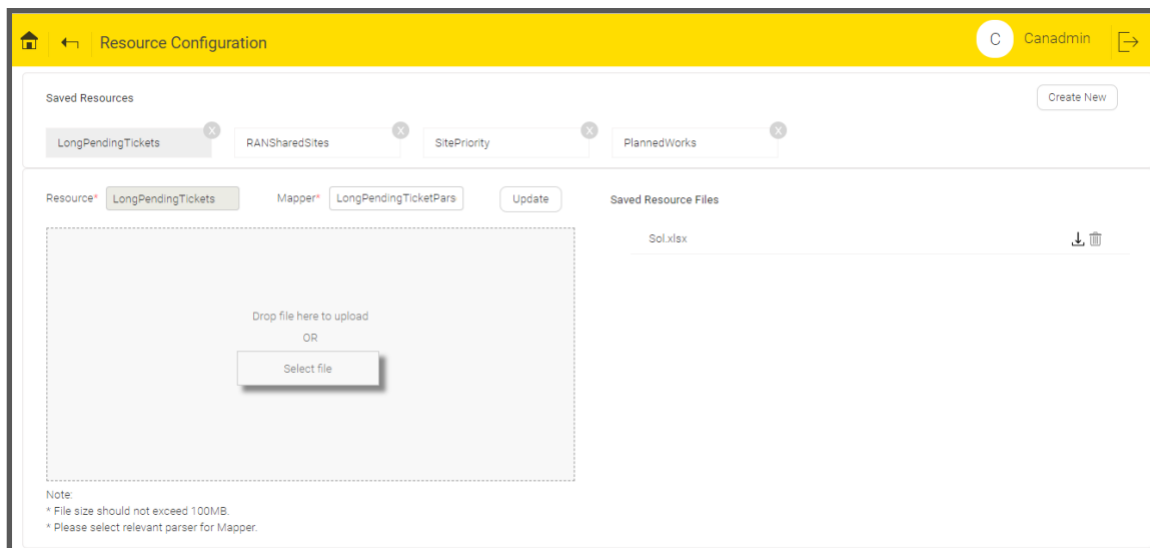 Resource Configuration
C Canadmin
Saved Resources
Create New
LongPendingTickets X RANSharedSites X SitePriority X PlannedWorks X
Resource* LongPendingTickets Mapper* LongPendingTicketPars Update
Saved Resource Files
Sol.xlsx
Drop file here to upload
OR
Select file
Note:
* File size should not exceed 100MB.
* Please select relevant parser for Mapper.